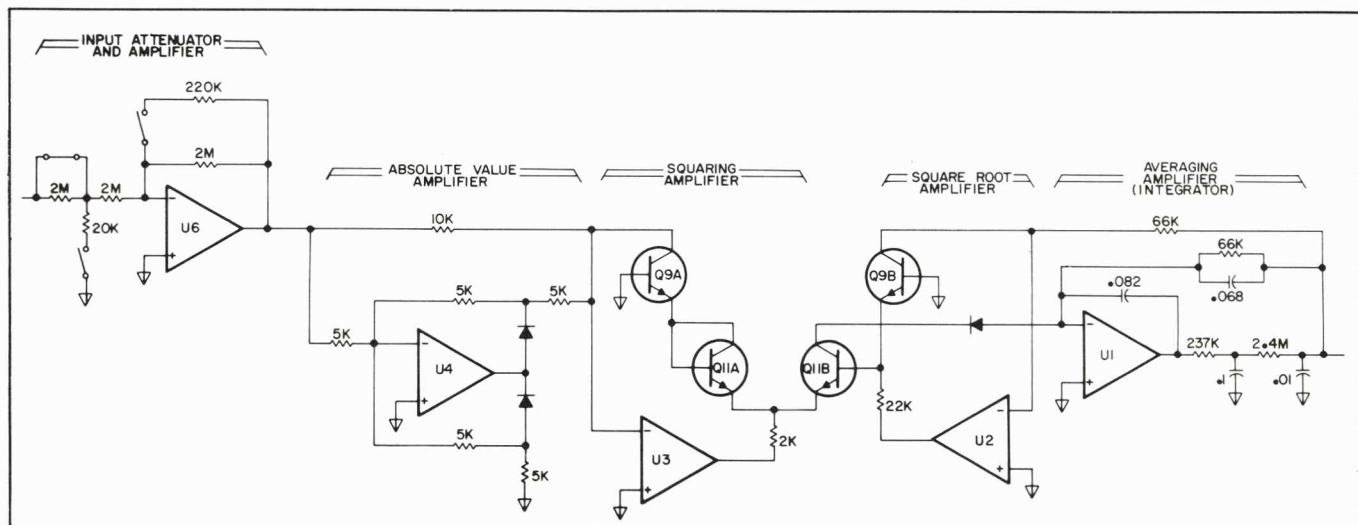 INPUT ATTENUATOR
AND AMPLIFIER
220K
2M
2M
2M
20K
-
+
U6
ABSOLUTE VALUE
AMPLIFIER
10K
5K
5K
5K
-
+
U4
5K
5K
SQUARING
AMPLIFIER
Q9A
Q11A
-
+
U3
2K
SQUARE ROOT
AMPLIFIER
Q9B
Q11B
22K
-
+
U2
AVERAGING
AMPLIFIER
(INTEGRATOR)
66K
66K
.068
.082
-
+
U1
237K
2.4M
.1
.01